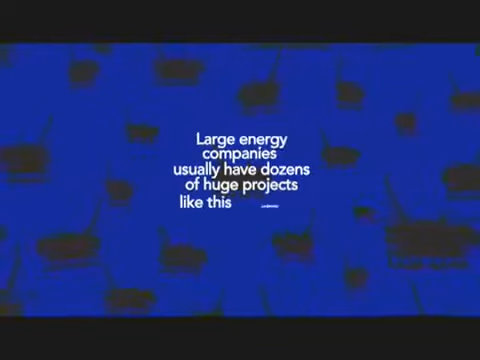 Large energy
companies
usually have dozens
of huge projects
like this